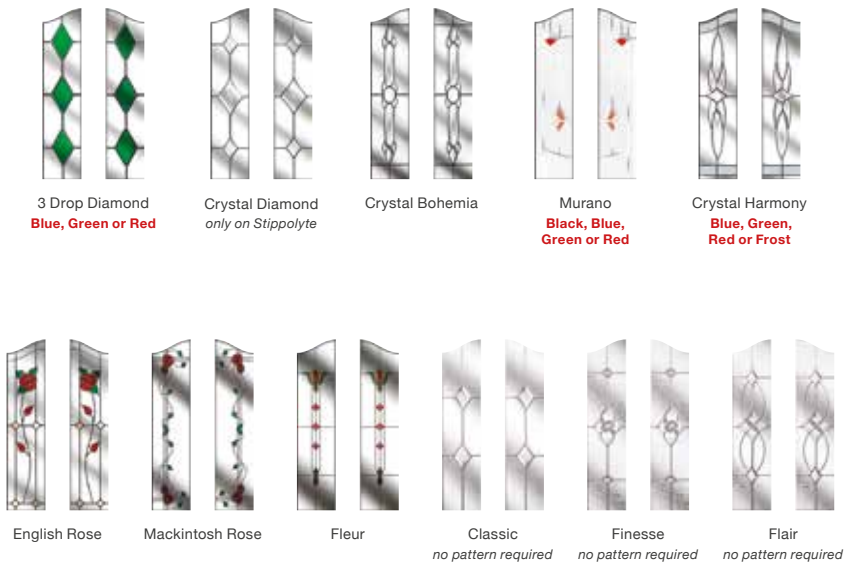 3 Drop Diamond
Blue, Green or Red
Crystal Diamond
only on Stippolyte
Crystal Bohemia
Murano
Black, Blue,
Green or Red
Crystal Harmony
Blue, Green,
Red or Frost
English Rose
Mackintosh Rose
Fleur
Classic
no pattern required
Finesse
no pattern required
Flair
no pattern required